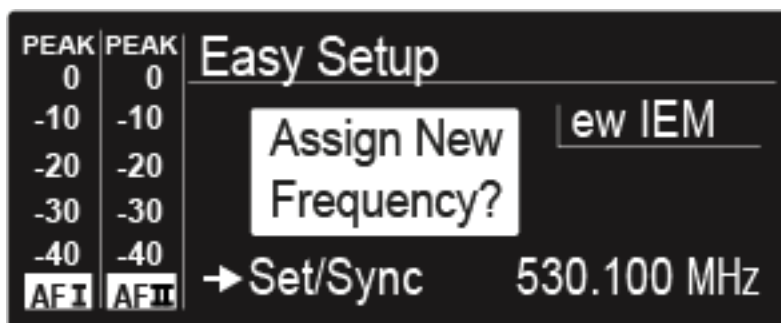 PEAK PEAK
0 0
-10 -10
-20 -20
-30 -30
-40 -40
AF I AF II
Easy Setup
ew IEM
Assign New
Frequency?
→Set/Sync 530.100 MHz